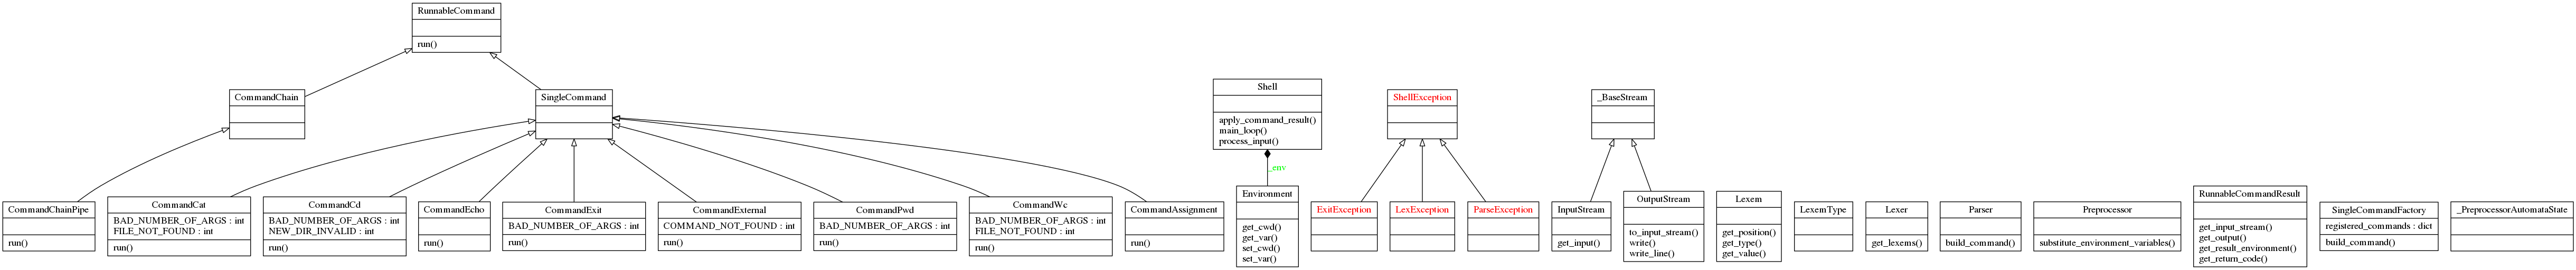 RunnableCommand
run()
CommandChain
SingleCommand
Shell
apply_command_result()
main_loop()
process_input()
ShellException
_BaseStream
_env
CommandChainPipe
run()
CommandCat
BAD_NUMBER_OF_ARGS : int
FILE_NOT_FOUND : int
run()
CommandCd
BAD_NUMBER_OF_ARGS : int
NEW_DIR_INVALID : int
run()
CommandEcho
run()
CommandExit
BAD_NUMBER_OF_ARGS : int
run()
CommandExternal
COMMAND_NOT_FOUND : int
run()
CommandPwd
BAD_NUMBER_OF_ARGS : int
run()
CommandWc
BAD_NUMBER_OF_ARGS : int
FILE_NOT_FOUND : int
run()
CommandAssignment
run()
Environment
get_cwd()
get_var()
set_cwd()
set_var()
ExitException
LexException
ParseException
InputStream
get_input()
OutputStream
to_input_stream()
write()
write_line()
Lexem
get_position()
get_type()
get_value()
LexemType
Lexer
get_lexems()
Parser
build_command()
Preprocessor
substitute_environment_variables()
RunnableCommandResult
get_input_stream()
get_output()
get_result_environment()
get_return_code()
SingleCommandFactory
registered_commands : dict
build_command()
_PreprocessorAutomataState